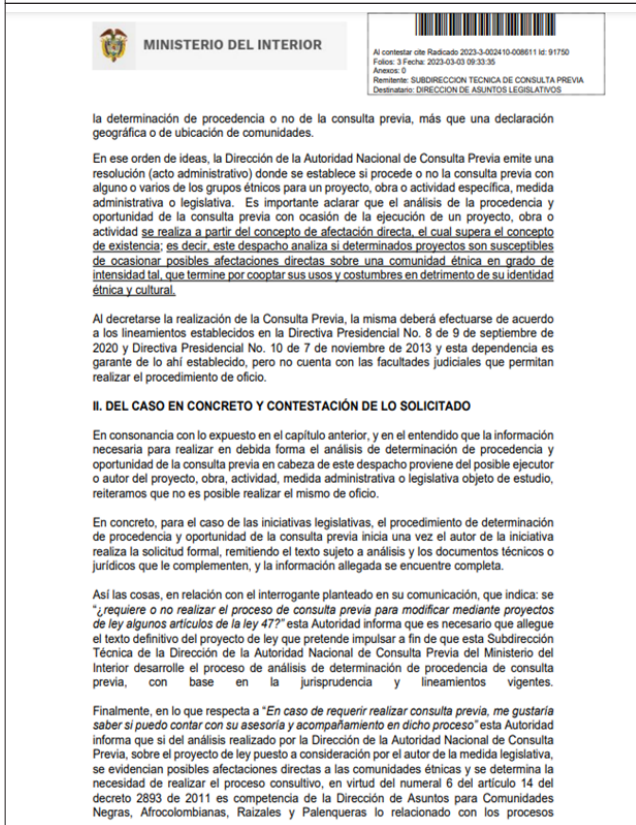 MINISTERIO DEL INTERIOR
Al contestar cite Radicado 2023-3-002410-008611 Id: 91750
Folios: 3 Fecha: 2023-03-03 09:33:35
Anexos: 0
Remitente: SUBDIRECCION TECNICA DE CONSULTA PREVIA
Destinatario: DIRECCION DE ASUNTOS LEGISLATIVOS
la determinación de procedencia o no de la consulta previa, más que una declaración
geográfica o de ubicación de comunidades.
En ese orden de ideas, la Dirección de la Autoridad Nacional de Consulta Previa emite una
resolución (acto administrativo) donde se establece si procede o no la consulta previa con
alguno o varios de los grupos étnicos para un proyecto, obra o actividad específica, medida
administrativa o legislativa. Es importante aclarar que el análisis de la procedencia y
oportunidad de la consulta previa con ocasión de la ejecución de un proyecto, obra o
actividad se realiza a partir del concepto de afectación directa, el cual supera el concepto
de existencia; es decir, este despacho analiza si determinados proyectos son susceptibles
de ocasionar posibles afectaciones directas sobre una comunidad étnica en grado de
intensidad tal, que termine por cooptar sus usos y costumbres en detrimento de su identidad
étnica y cultural.
Al decretarse la realización de la Consulta Previa, la misma deberá efectuarse de acuerdo
a los lineamientos establecidos en la Directiva Presidencial No. 8 de 9 de septiembre de
2020 y Directiva Presidencial No. 10 de 7 de noviembre de 2013 y esta dependencia es
garante de lo ahí establecido, pero no cuenta con las facultades judiciales que permitan
realizar el procedimiento de oficio.
II. DEL CASO EN CONCRETO Y CONTESTACIÓN DE LO SOLICITADO
En consonancia con lo expuesto en el capítulo anterior, y en el entendido que la información
necesaria para realizar en debida forma el análisis de determinación de procedencia y
oportunidad de la consulta previa en cabeza de este despacho proviene del posible ejecutor
o autor del proyecto, obra, actividad, medida administrativa o legislativa objeto de estudio,
reiteramos que no es posible realizar el mismo de oficio.
En concreto, para el caso de las iniciativas legislativas, el procedimiento de determinación
de procedencia y oportunidad de la consulta previa inicia una vez el autor de la iniciativa
realiza la solicitud formal, remitiendo el texto sujeto a análisis y los documentos técnicos o
jurídicos que le complementen, y la información allegada se encuentre completa.
Así las cosas, en relación con el interrogante planteado en su comunicación, que indica: se
"¿requiere o no realizar el proceso de consulta previa para modificar mediante proyectos
de ley algunos artículos de la ley 47?" esta Autoridad informa que es necesario que allegue
el texto definitivo del proyecto de ley que pretende impulsar a fin de que esta Subdirección
Técnica de la Dirección de la Autoridad Nacional de Consulta Previa del Ministerio del
Interior desarrolle el proceso de análisis de determinación de procedencia de consulta
previa, con base en la jurisprudencia y lineamientos vigentes.
Finalmente, en lo que respecta a "En caso de requerir realizar consulta previa, me gustaría
saber si puedo contar con su asesoría y acompañamiento en dicho proceso" esta Autoridad
informa que si del análisis realizado por la Dirección de la Autoridad Nacional de Consulta
Previa, sobre el proyecto de ley puesto a consideración por el autor de la medida legislativa,
se evidencian posibles afectaciones directas a las comunidades étnicas y se determina la
necesidad de realizar el proceso consultivo, en virtud del numeral 6 del artículo 14 del
decreto 2893 de 2011 es competencia de la Dirección de Asuntos para Comunidades
Negras, Afrocolombianas, Raizales y Palenqueras lo relacionado con los procesos